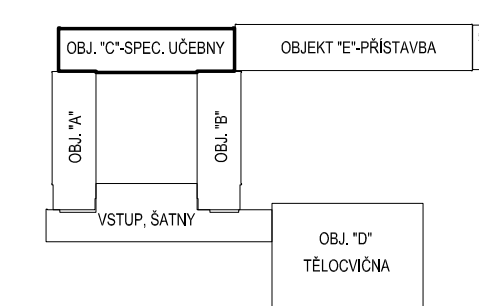 OBJ. "C"-SPEC. UČEBNY
OBJEKT "E"-PŘÍSTAVBA
OBJ. "A"
OBJ. "B"
VSTUP, ŠATNY
OBJ. "D"
TĚLOCVIČNA